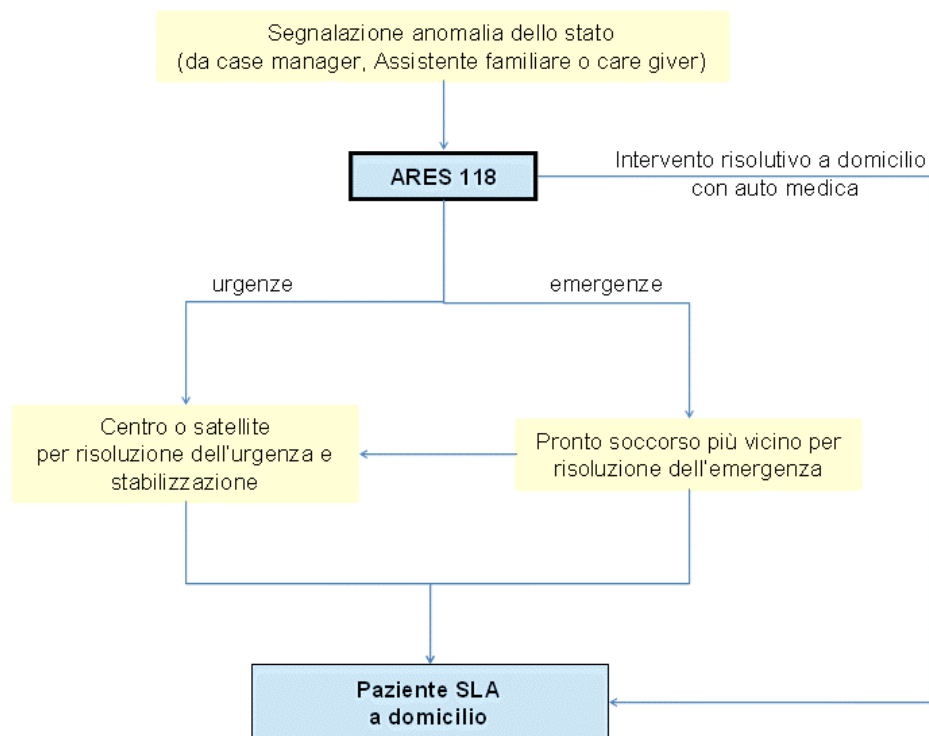 Segnalazione anomalia dello stato
(da case manager, Assistente familiare o care giver)
ARES 118
Intervento risolutivo a domicilio
con auto medica
urgenze
emergenze
Centro o satellite
per risoluzione dell'urgenza e
stabilizzazione
Pronto soccorso più vicino per
risoluzione dell'emergenza
Paziente SLA
a domicilio